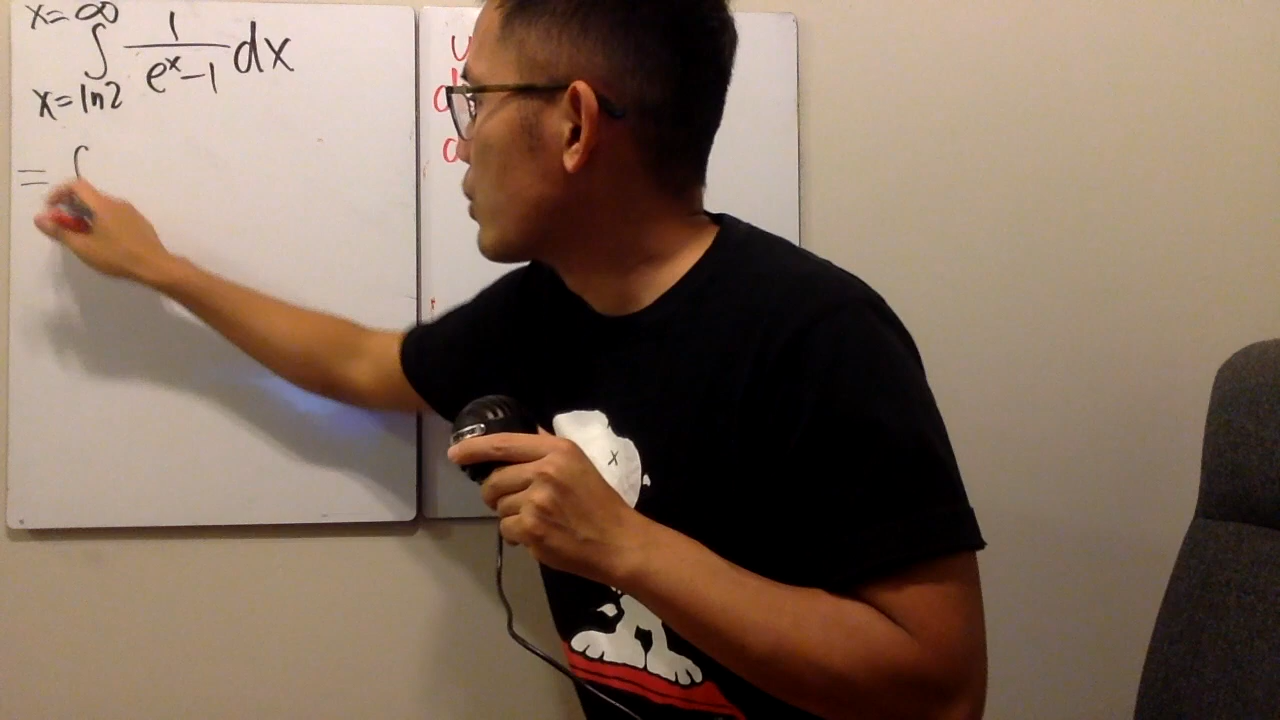 x=∞
∫ 1/(e^x-1) dx
x=ln2
= ∫
u
d
d
x